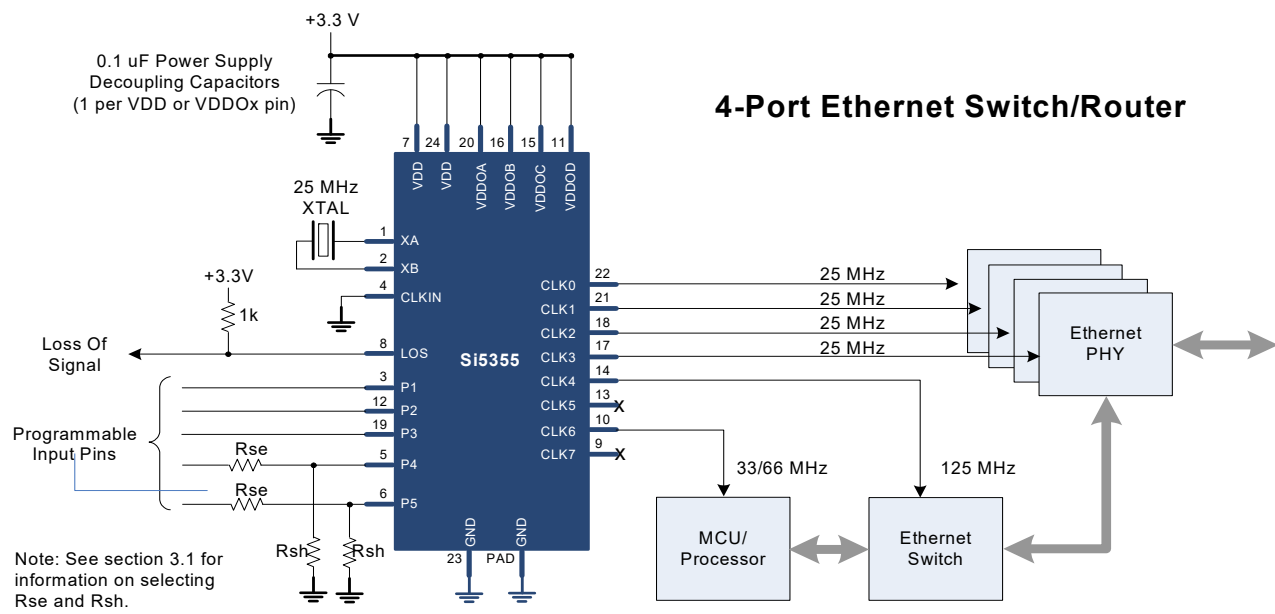 +3.3 V
0.1 uF Power Supply
Decoupling Capacitors
(1 per VDD or VDDOx pin)
4-Port Ethernet Switch/Router
7
24
20
16
15
11
VDD
VDD
VDDOA
VDDOB
VDDOC
VDDOD
25 MHz
XTAL
1
XA
2
XB
4
CLKIN
+3.3V
1k
Loss Of
Signal
8
LOS
Si5355
3
P1
12
P2
19
P3
Programmable
Input Pins
Rse
5
P4
Rse
6
P5
Rsh
Rsh
GND
GND
23
PAD
Note: See section 3.1 for
information on selecting
Rse and Rsh.
CLK0
22
25 MHz
CLK1
21
25 MHz
CLK2
18
25 MHz
CLK3
17
25 MHz
CLK4
14
CLK5
13
X
CLK6
10
CLK7
9
X
Ethernet
PHY
33/66 MHz
125 MHz
MCU/
Processor
Ethernet
Switch